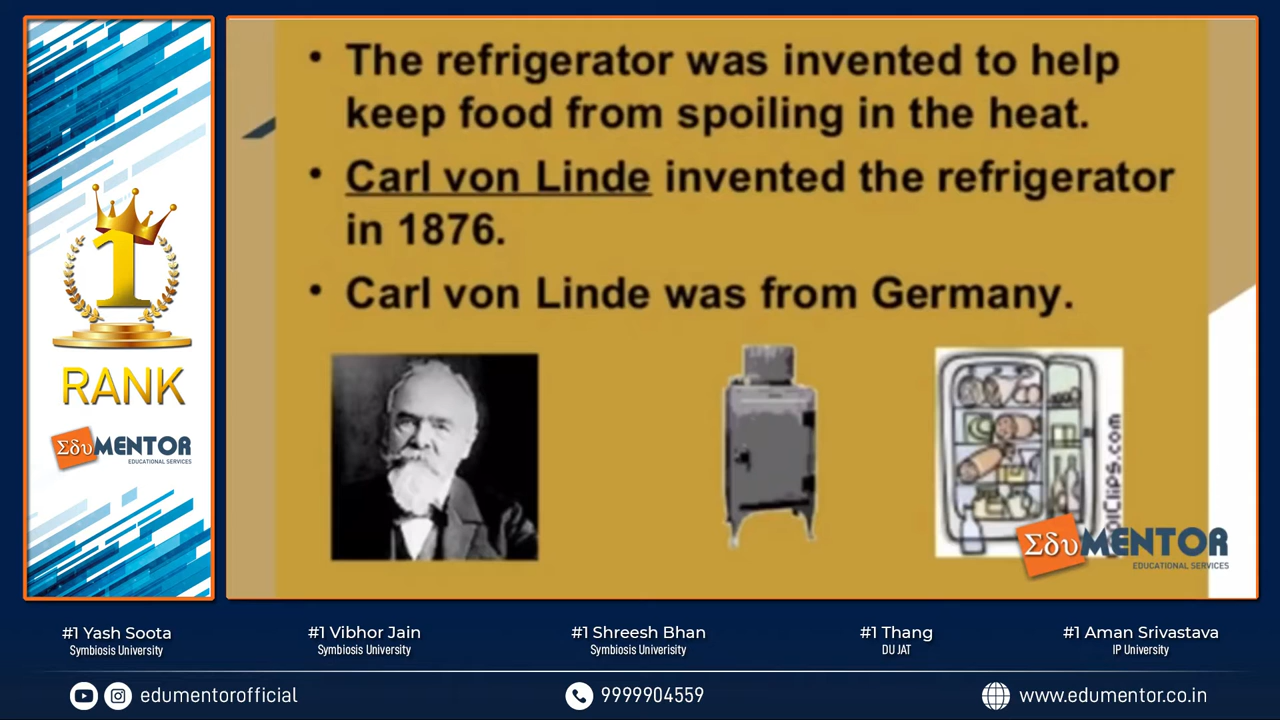 • The refrigerator was invented to help
keep food from spoiling in the heat.
• Carl von Linde invented the refrigerator
in 1876.
• Carl von Linde was from Germany.
1
RANK
ΣδυMENTOR
EDUCATIONAL SERVICES
ΣδυMENTOR
EDUCATIONAL SERVICES
#1 Yash Soota
Symbiosis University
#1 Vibhor Jain
Symbiosis University
#1 Shreesh Bhan
Symbiosis Univerisity
#1 Thang
DU JAT
#1 Aman Srivastava
IP University
edumentorofficial
9999904559
www.edumentor.co.in